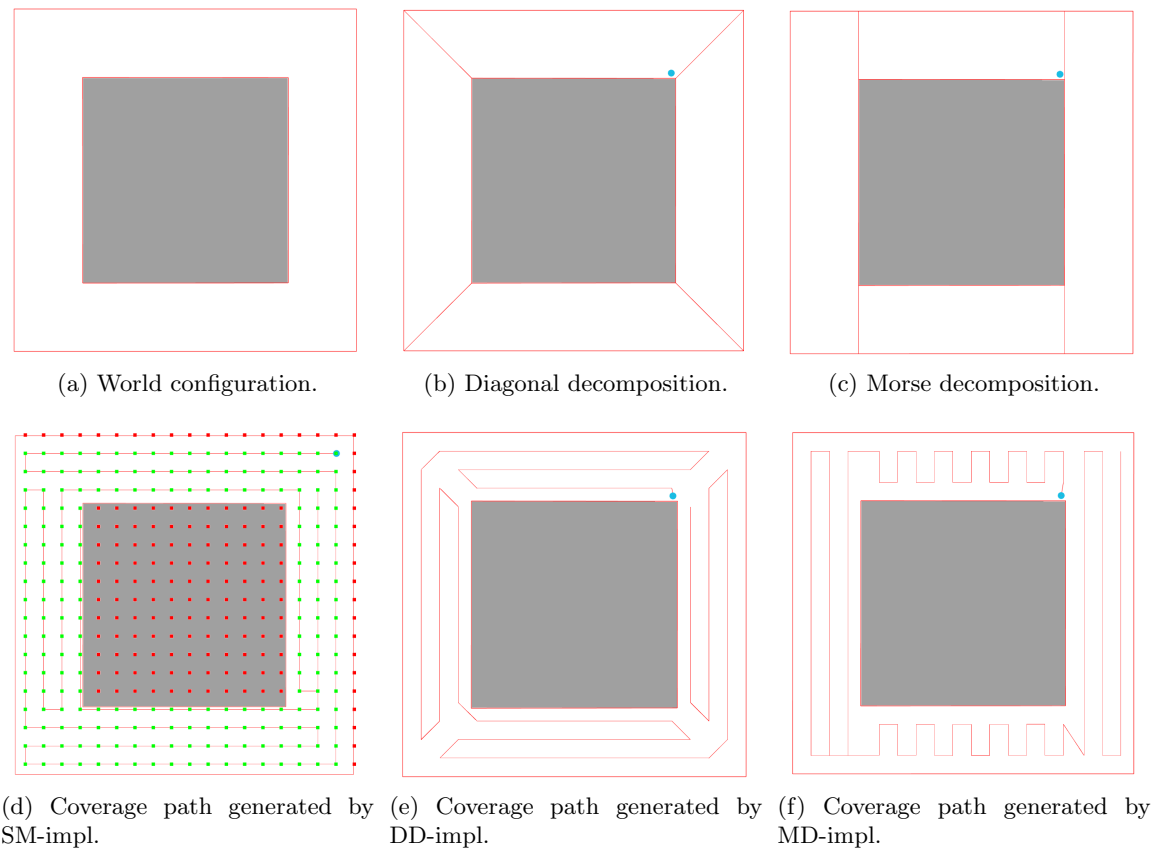 (a) World configuration.
(b) Diagonal decomposition.
(c) Morse decomposition.
(d) Coverage path generated by
SM-impl.
(e) Coverage path generated by
DD-impl.
(f) Coverage path generated by
MD-impl.